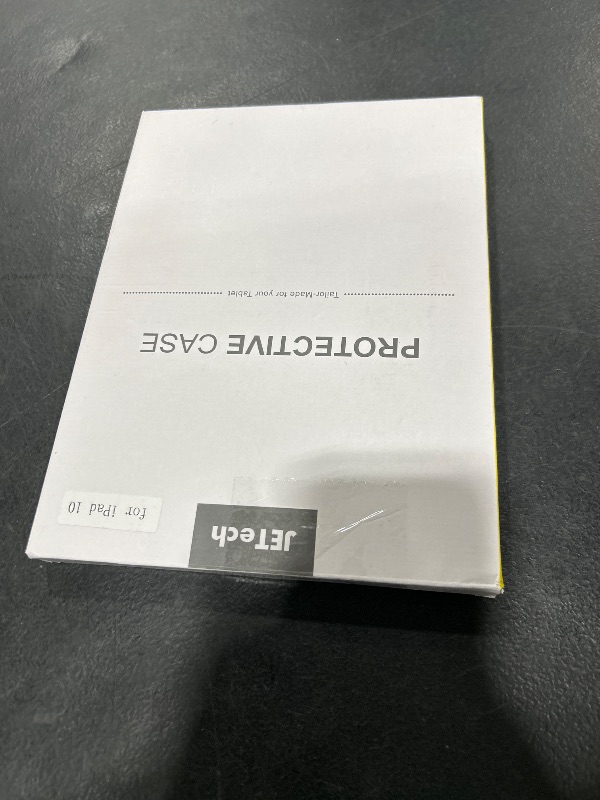 JETech
for iPad 10
PROTECTIVE CASE
Tailor-Made for your Tablet